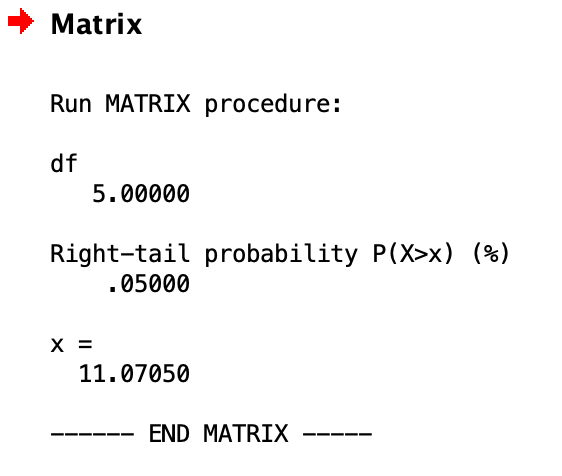 Matrix
Run MATRIX procedure:
df
5.00000
Right-tail probability P(X>x) (%)
.05000
x =
11.07050
------ END MATRIX -----